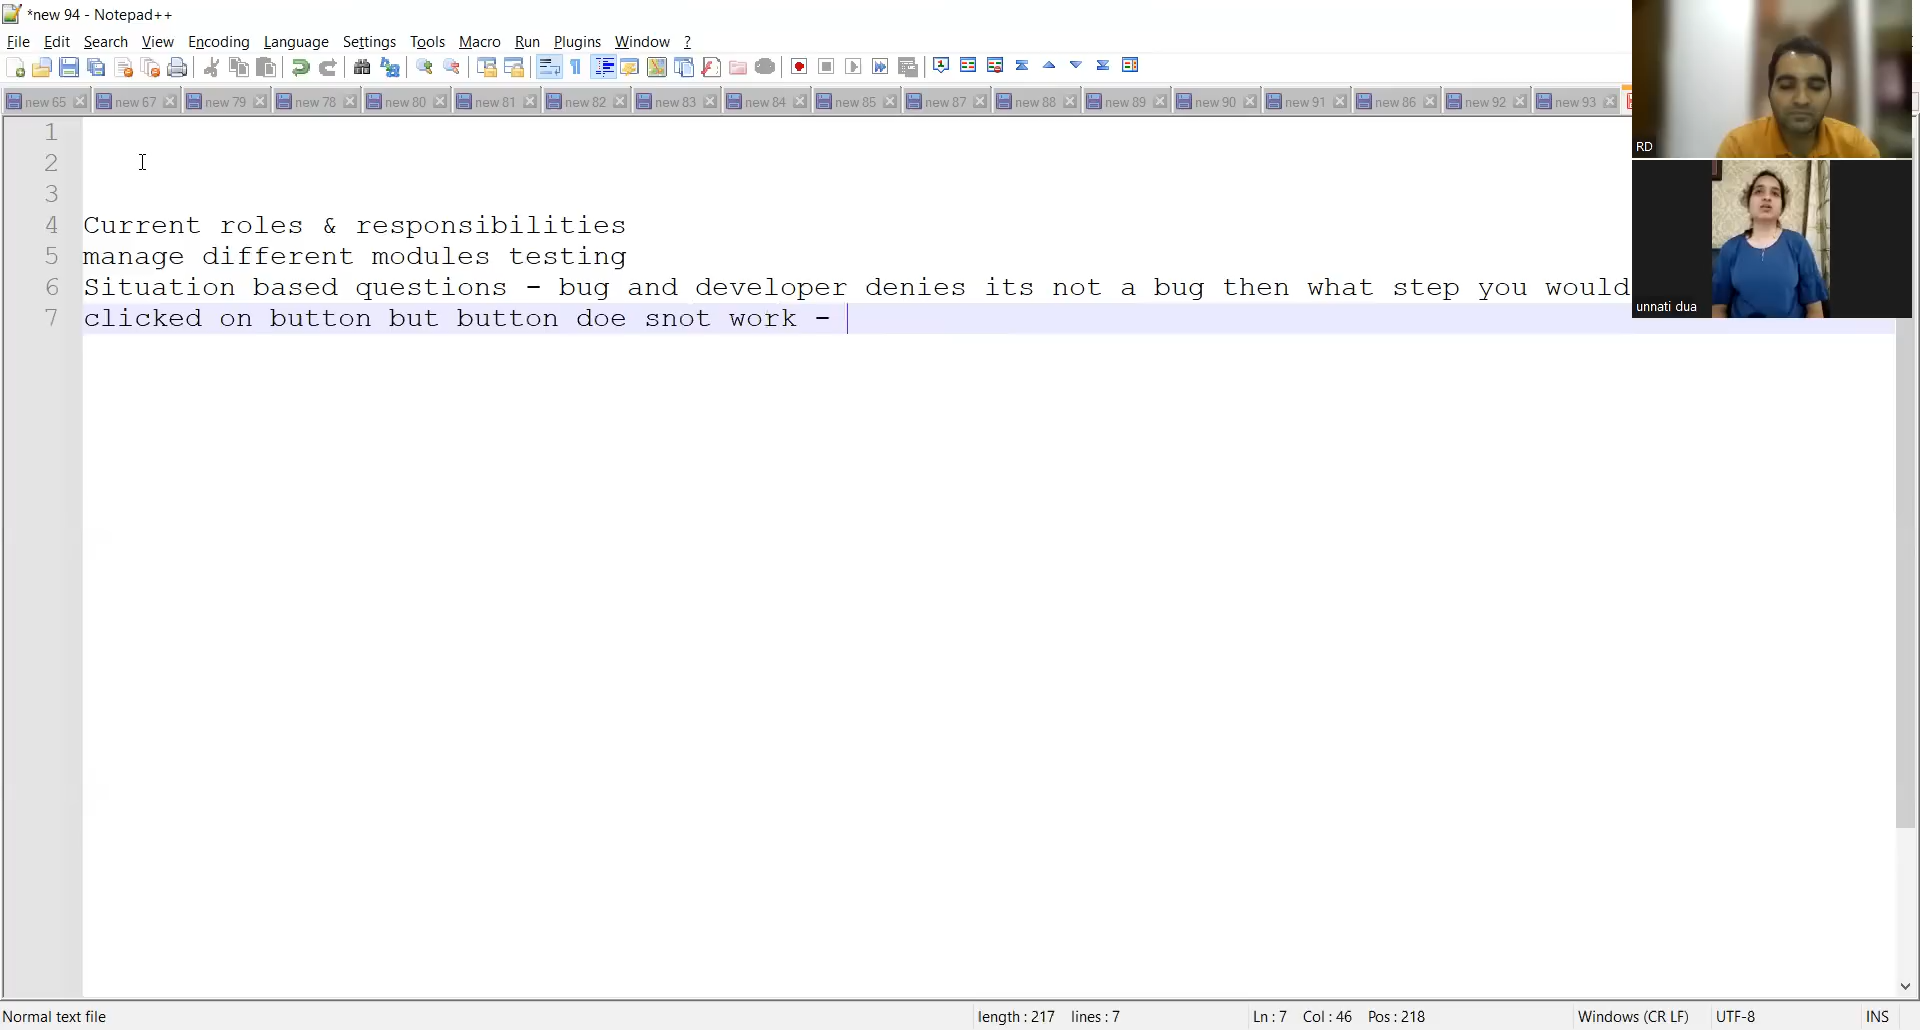 *new 94 - Notepad++
File Edit Search View Encoding Language Settings Tools Macro Run Plugins Window ?
new 65 new 67 new 79 new 78 new 80 new 81 new 82 new 83 new 84 new 85 new 87 new 88 new 89 new 90 new 91 new 86 new 92 new 93
RD
unnati dua
1
2
3
4 Current roles & responsibilities
5 manage different modules testing
6 Situation based questions - bug and developer denies its not a bug then what step you would
7 clicked on button but button doe snot work -
Normal text file length : 217 lines : 7 Ln : 7 Col : 46 Pos : 218 Windows (CR LF) UTF-8 INS